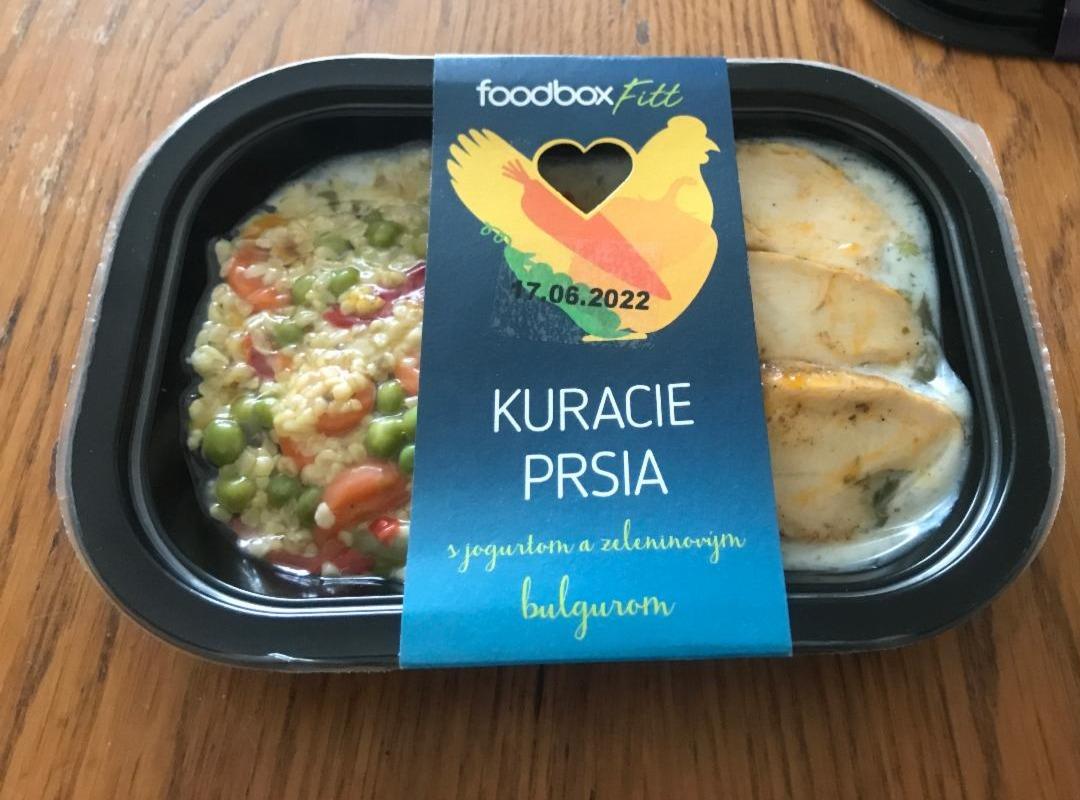 foodbox Fitt
17.06.2022
KURACIE
PRSIA
s jogurtom a zeleninovým
bulgurom